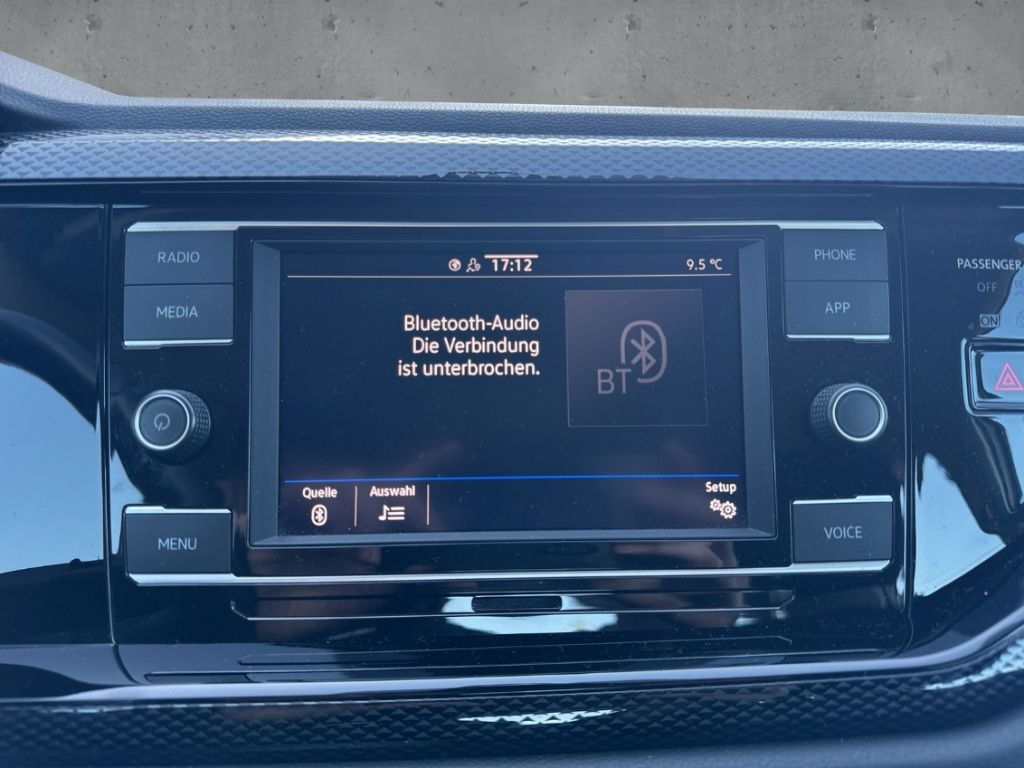 17:12
9.5 °C
RADIO
MEDIA
PHONE
APP
PASSENGER
OFF
ON
Bluetooth-Audio
Die Verbindung
ist unterbrochen.
BT
Quelle
Auswahl
Setup
MENU
VOICE